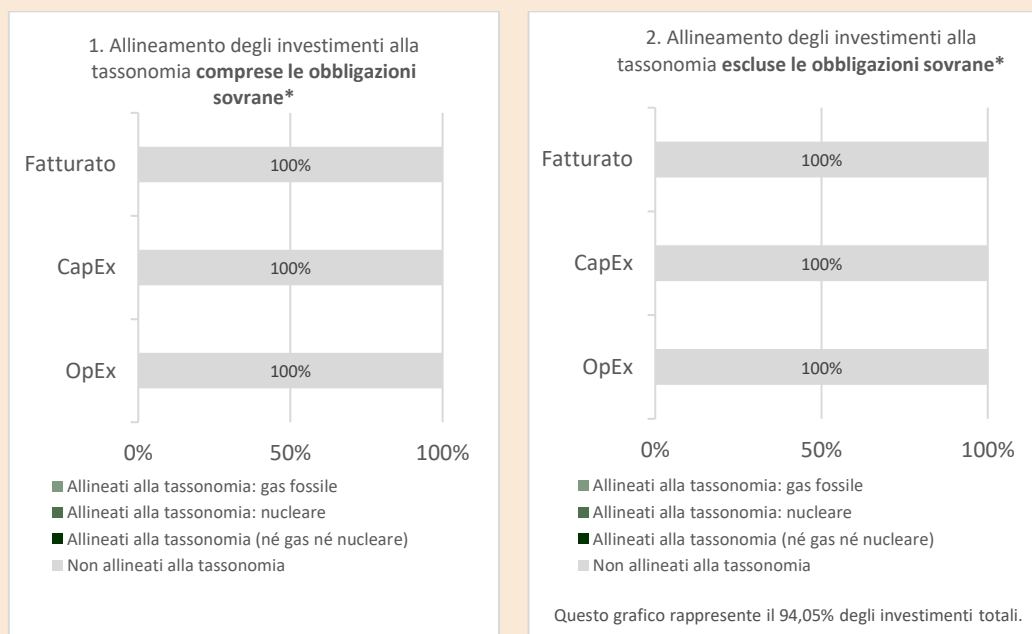 1. Allineamento degli investimenti alla
tassonomia comprese le obbligazioni
sovrane*
Fatturato
100%
CapEx
100%
OpEx
100%
0%
50%
100%
Allineati alla tassonomia: gas fossile
Allineati alla tassonomia: nucleare
Allineati alla tassonomia (né gas né nucleare)
Non allineati alla tassonomia
2. Allineamento degli investimenti alla
tassonomia escluse le obbligazioni sovrane*
Fatturato
100%
CapEx
100%
OpEx
100%
0%
50%
100%
Allineati alla tassonomia: gas fossile
Allineati alla tassonomia: nucleare
Allineati alla tassonomia (né gas né nucleare)
Non allineati alla tassonomia
Questo grafico rappresente il 94,05% degli investimenti totali.